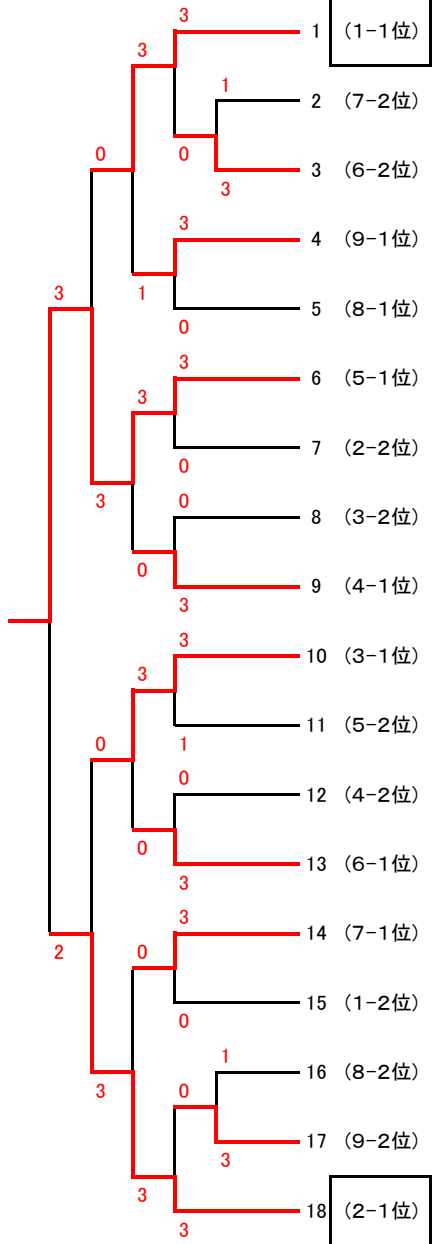 3
1 （1-1位）
3
1
2 （7-2位）
0
0
3 （6-2位）
3
3
4 （9-1位）
3
1
5 （8-1位）
0
3
6 （5-1位）
3
7 （2-2位）
0
3
0
8 （3-2位）
0
9 （4-1位）
3
3
10 （3-1位）
3
11 （5-2位）
0
1
0
12 （4-2位）
0
13 （6-1位）
3
3
14 （7-1位）
2
0
15 （1-2位）
0
1
16 （8-2位）
3
0
17 （9-2位）
3
3
18 （2-1位）
3